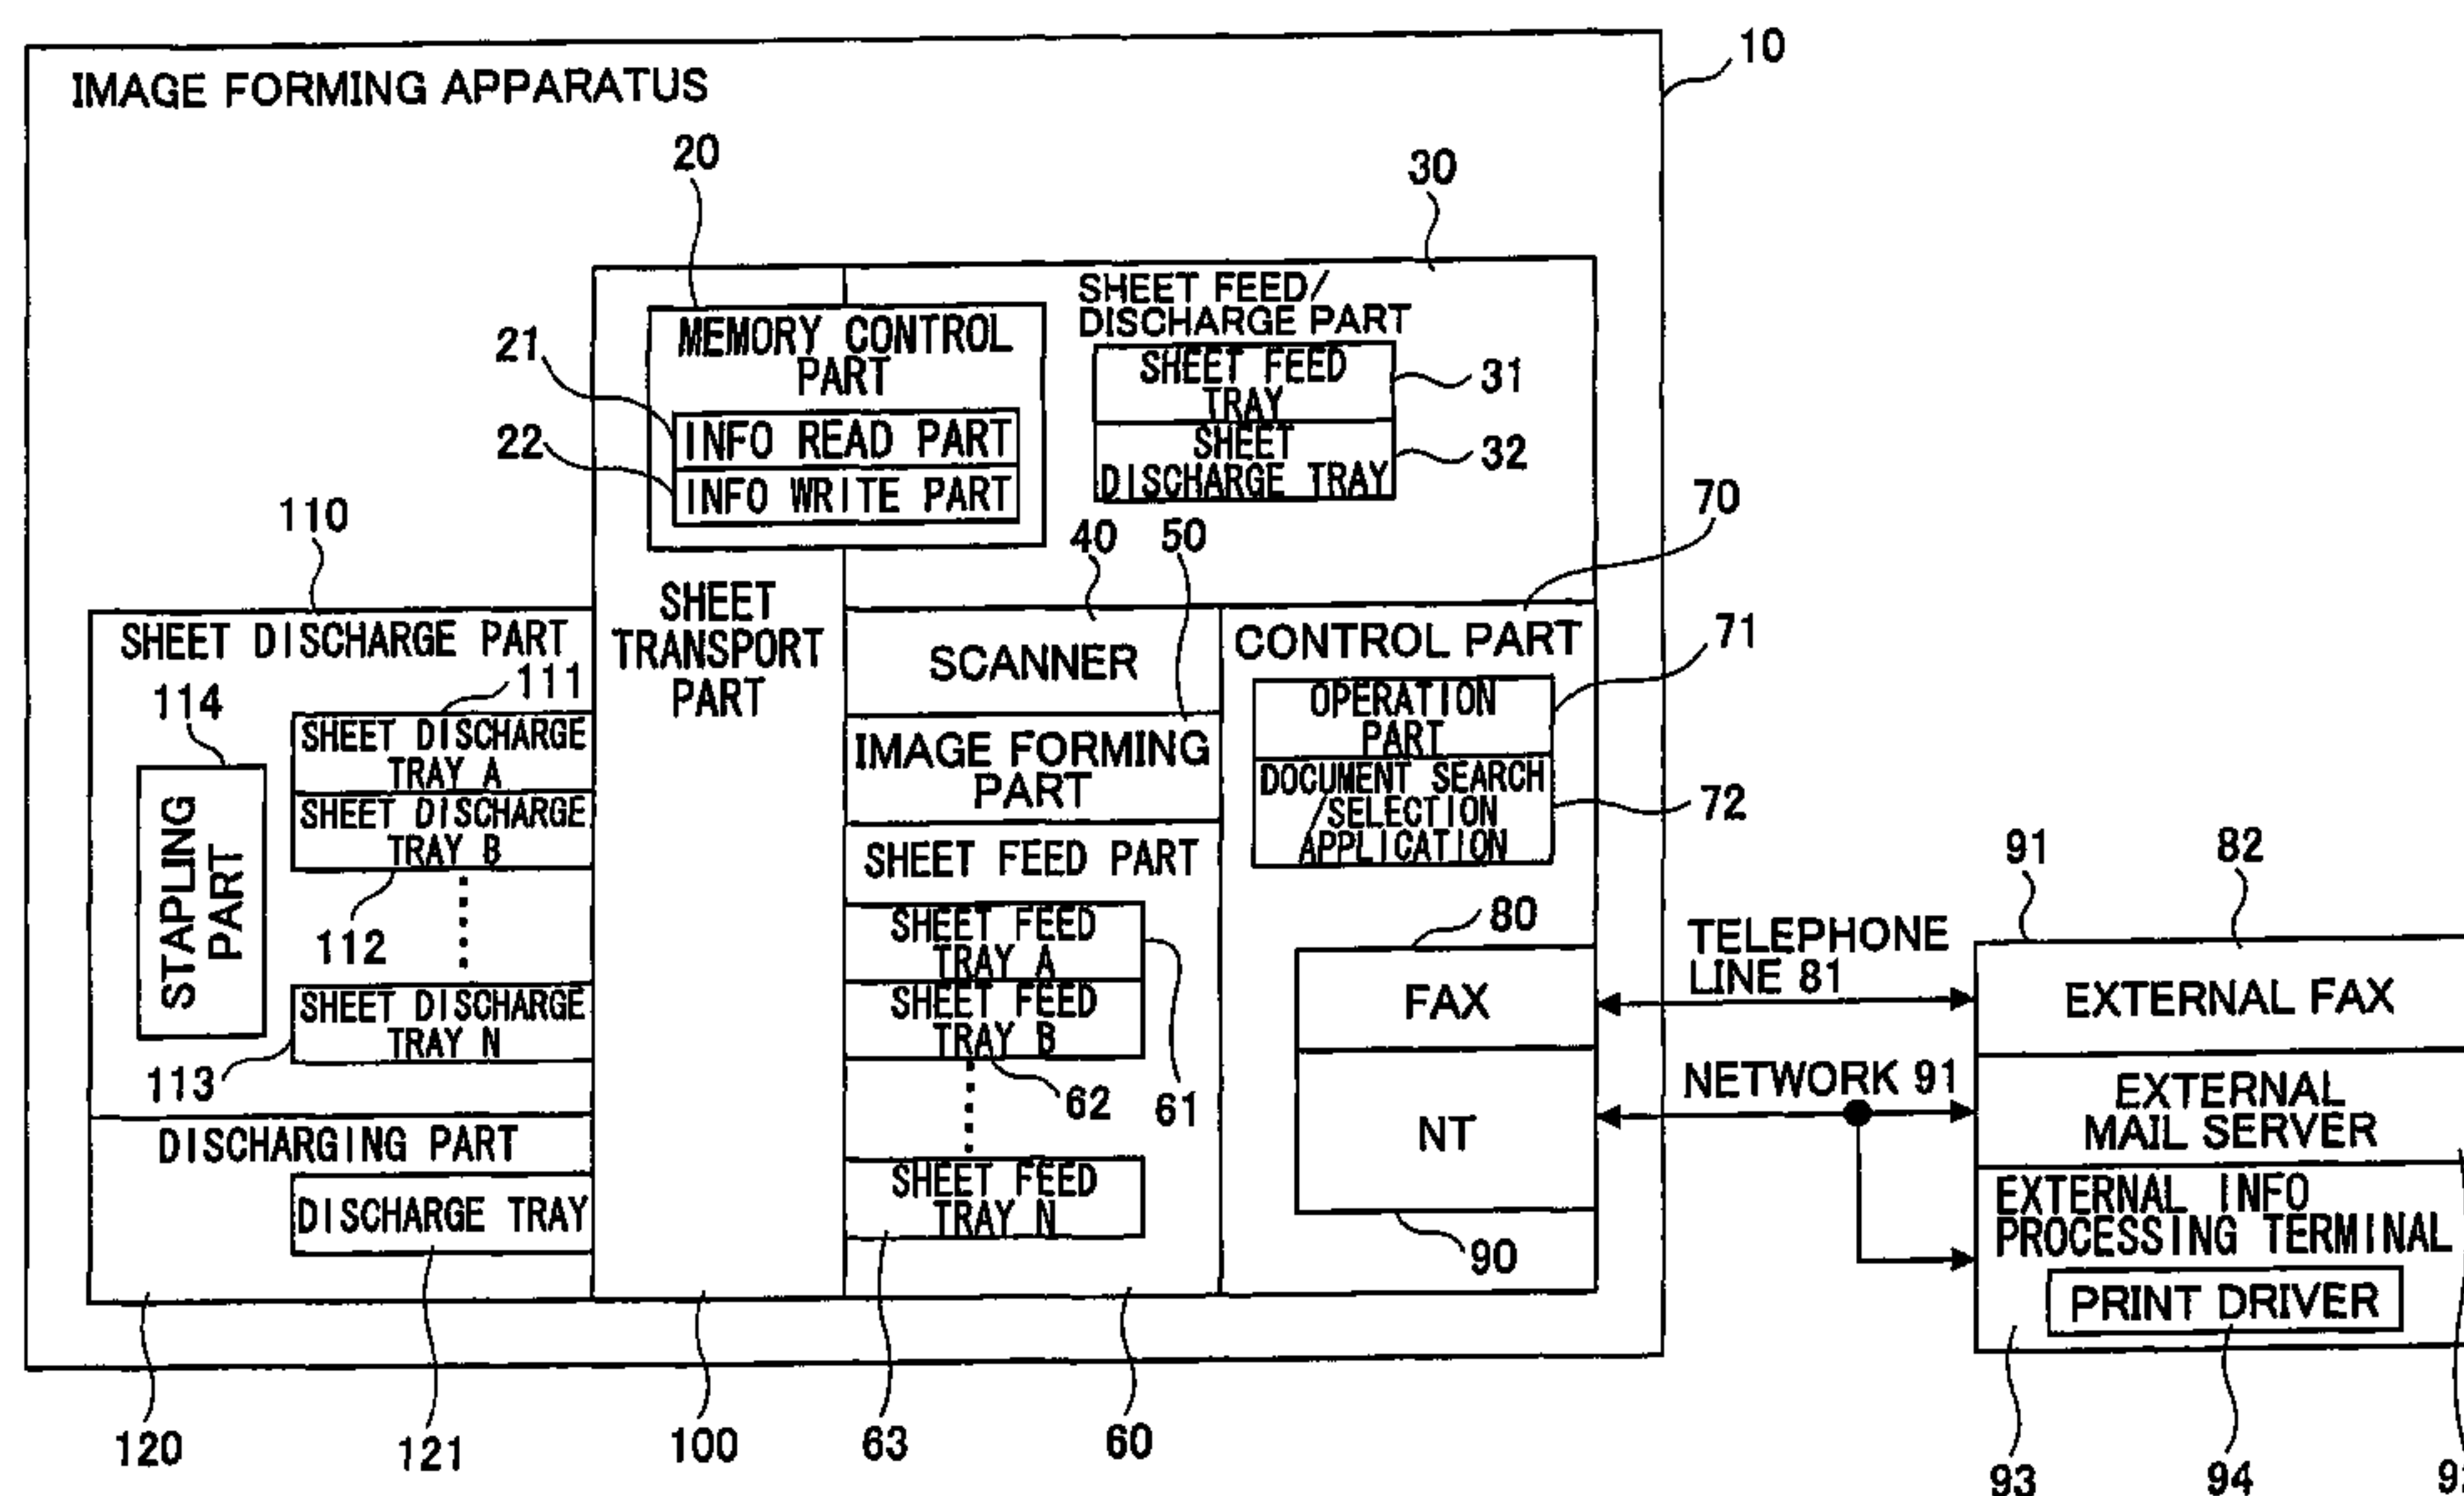 IMAGE FORMING APPARATUS
10
20
30
SHEET FEED/
DISCHARGE PART
MEMORY CONTROL
PART
21
22
INFO READ PART
INFO WRITE PART
SHEET FEED
TRAY
31
SHEET
DISCHARGE TRAY
32
110
SHEET DISCHARGE PART
111
114
STAPLING
PART
SHEET DISCHARGE
TRAY A
SHEET DISCHARGE
TRAY B
112
SHEET DISCHARGE
TRAY N
113
DISCHARGING PART
DISCHARGE TRAY
SHEET
TRANSPORT
PART
40
50
70
SCANNER
IMAGE FORMING
PART
SHEET FEED PART
SHEET FEED
TRAY A
SHEET FEED
TRAY B
62
61
SHEET FEED
TRAY N
CONTROL PART
71
OPERATION
PART
DOCUMENT SEARCH
/SELECTION
APPLICATION
72
80
FAX
NT
90
TELEPHONE
LINE 81
NETWORK 91
91
82
EXTERNAL FAX
EXTERNAL
MAIL SERVER
EXTERNAL INFO
PROCESSING TERMINAL
PRINT DRIVER
120
121
100
63
60
93
94